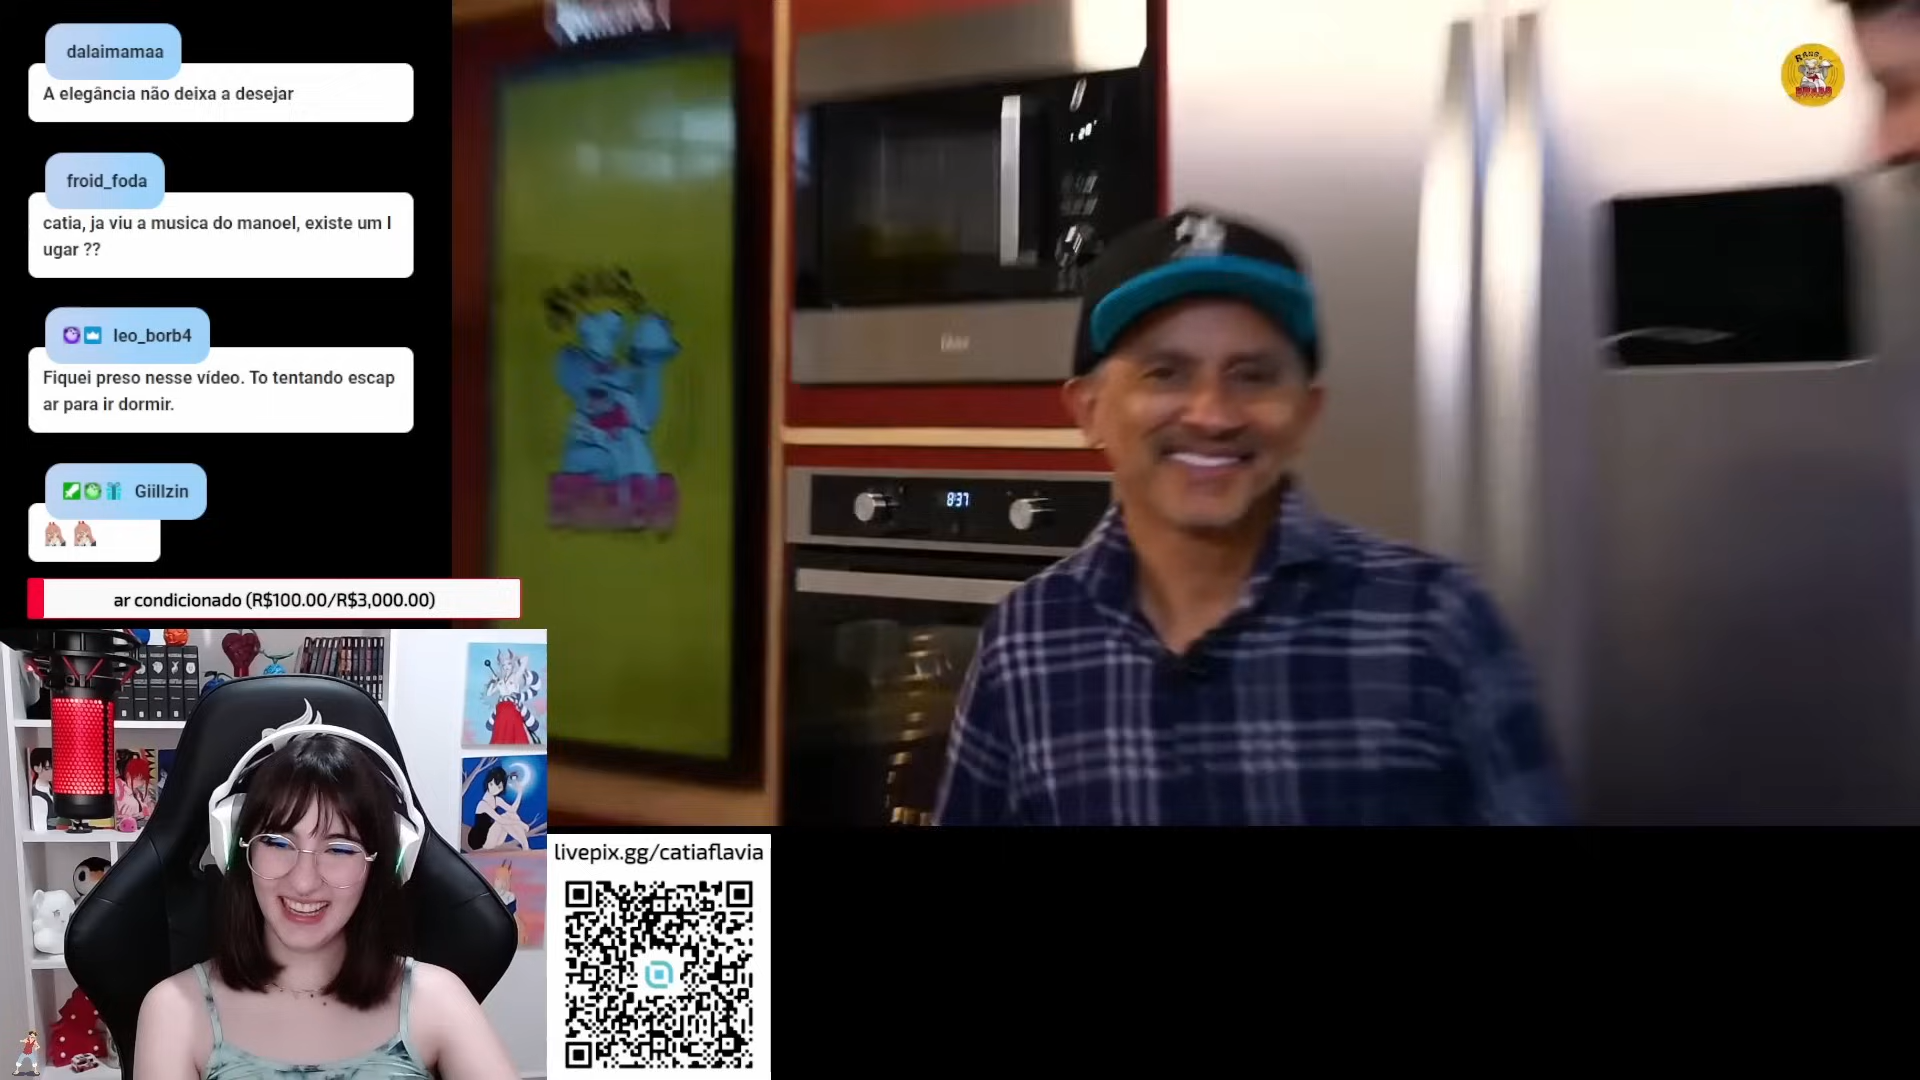 dalaimamaa
A elegância não deixa a desejar
froid_foda
catia, ja viu a musica do manoel, existe um l
ugar ??
leo_borb4
Fiquei preso nesse vídeo. To tentando escap
ar para ir dormir.
Giillzin
ar condicionado (R$100.00/R$3,000.00)
8:37
livepix.gg/catiaflavia